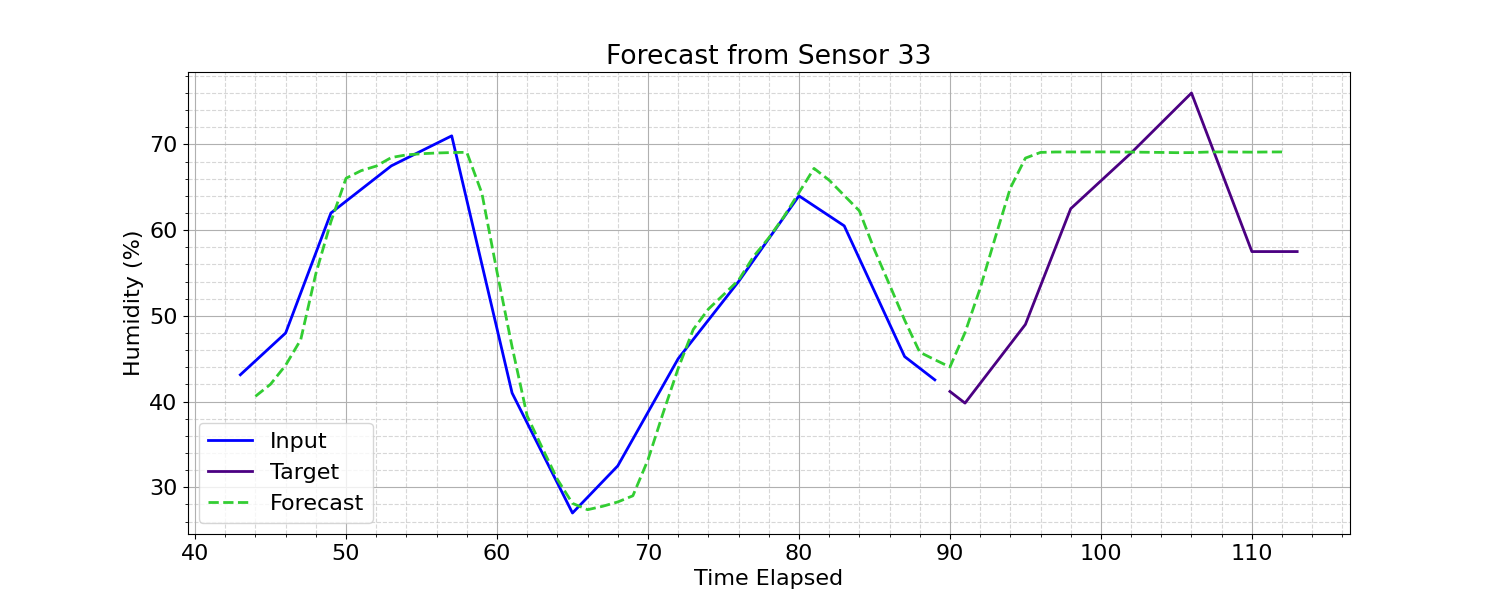 Forecast from Sensor 33
Humidity (%)
70
60
50
40
30
Input
Target
Forecast
40 50 60 70 80 90 100 110
Time Elapsed